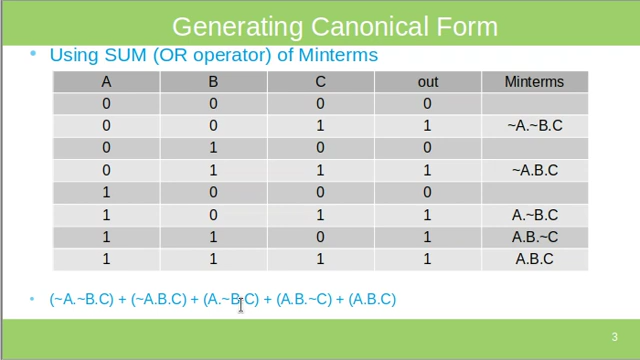 Generating Canonical Form
• Using SUM (OR operator) of Minterms
A B C out Minterms
0 0 0 0
0 0 1 1 ~A.~B.C
0 1 0 0
0 1 1 1 ~A.B.C
1 0 0 0
1 0 1 1 A.~B.C
1 1 0 1 A.B.~C
1 1 1 1 A.B.C
• (~A.~B.C) + (~A.B.C) + (A.~B.C) + (A.B.~C) + (A.B.C)
3